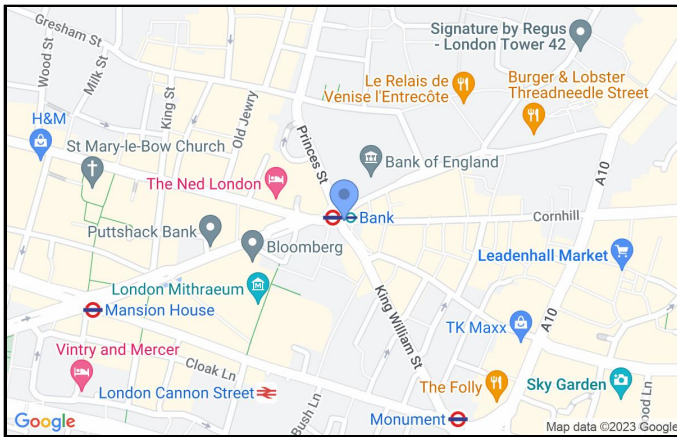 Gresham St
Wood St
Milk St
King St
Old Jewry
Princes St
Signature by Regus
- London Tower 42
Le Relais de
Venise l'Entrecôte
Burger & Lobster
Threadneedle Street
H&M
St Mary-le-Bow Church
Bank of England
A10
The Ned London
Bank
Cornhill
Puttshack Bank
Bloomberg
Leadenhall Market
London Mithraeum
King William St
Mansion House
TK Maxx
A10
Vintry and Mercer
Cloak Ln
The Folly
Sky Garden
London Cannon Street
Bush Ln
Monument
ood Ln
Google
Map data ©2023 Google